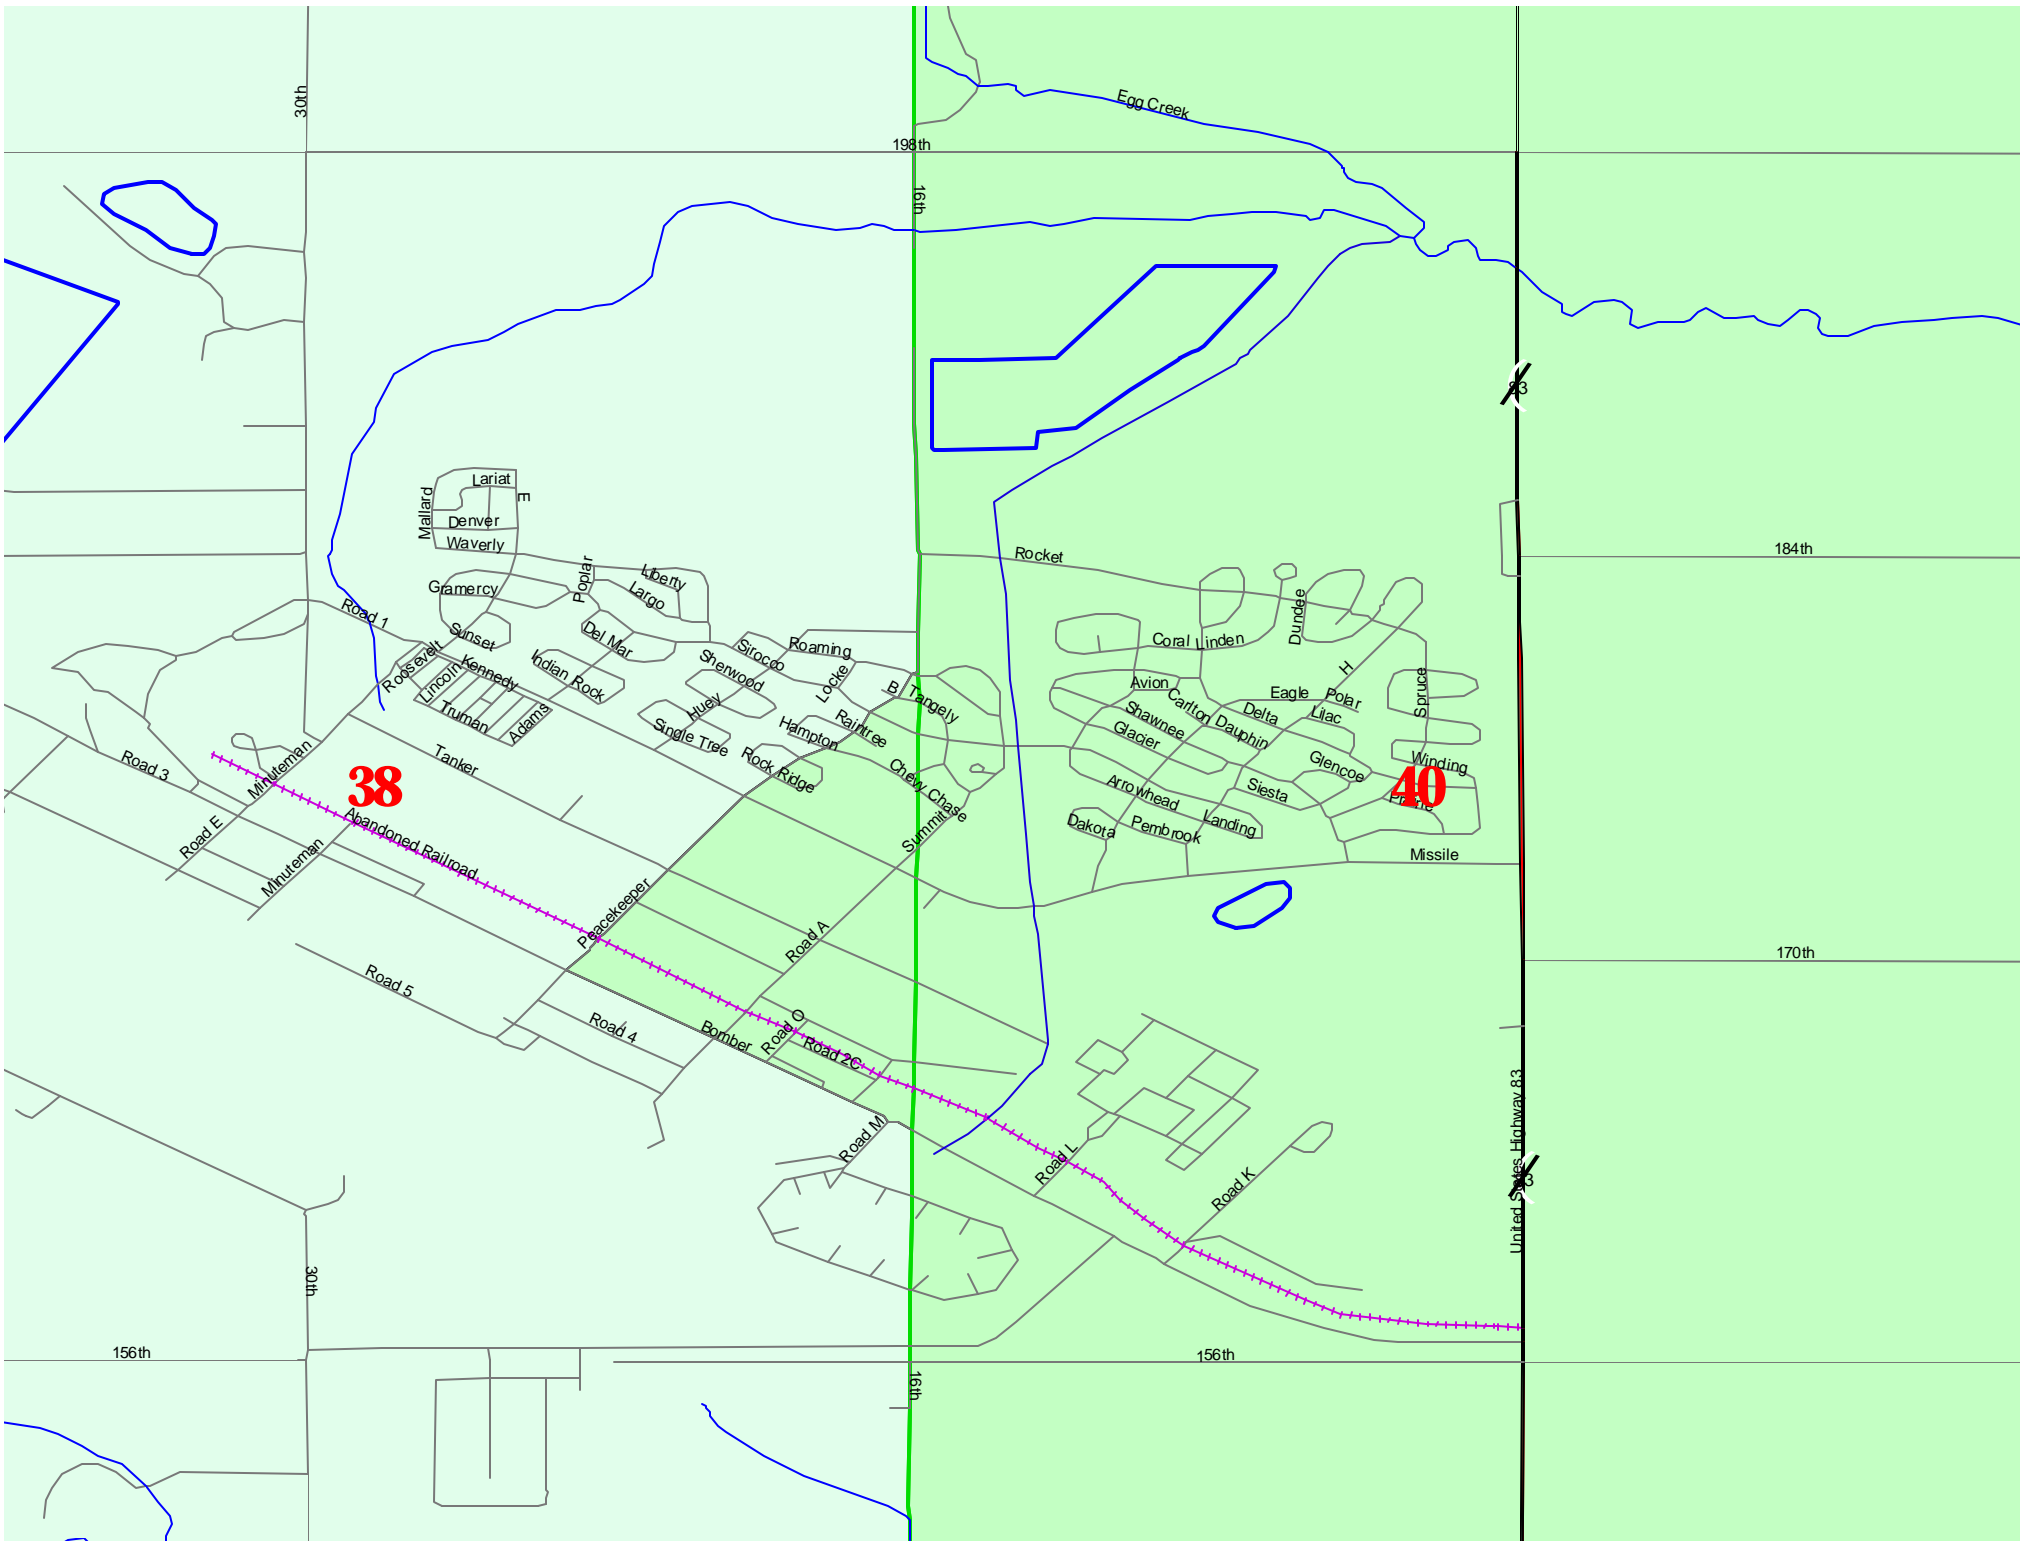 30th
Egg Creek
198th
16th
83
Lariat
E
Mallard
Denver
Waverly
Rocket
184th
Poplar
Liberty
Gramercy
Largo
Road 1
Dundee
Sunset
Del Mar
Coral Linden
Roosevelt
Kennedy
Sirocco
Roaming
Sherwood
Indian Rock
Lincoln
Locke
B
Tangely
H
Avion
Carlton
Eagle
Polar
Spruce
Truman
Adams
Huey
Single Tree
Hampton
Raintree
Shawnee
Delta
Lilac
Glacier
Dauphin
Minuteman
Tanker
Road 3
Rock Ridge
Chevy Chase
Glencoe
Winding
38
40
Arrowhead
Siesta
Prairie
Abandoned Railroad
Road E
Summit
Dakota
Pembrook
Landing
Minuteman
Missile
Peacekeeper
Road A
170th
Road 5
Road 4
Bomber
Road O
Road 2C
United States Highway 83
Road M
Road L
Road K
83
30th
156th
156th
16th